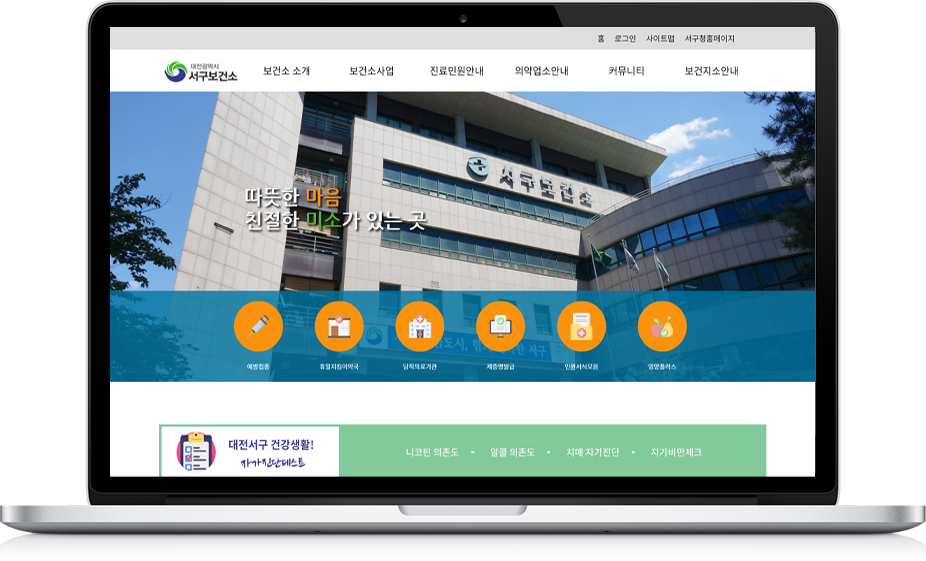 홈 로그인 사이트맵 서구청홈페이지
대전광역시
서구보건소
보건소 소개 보건소사업 진료민원안내 의약업소안내 커뮤니티 보건지소안내
서구보건소
따뜻한 마음
친절한 미소가 있는 곳
예방접종 휴일지킴이약국 당직의료기관 제증명발급 민원서식모음 영양플러스
대전서구 건강생활!
자가진단테스트
니코틴 의존도 • 알콜 의존도 • 치매 자가진단 • 자가비만체크